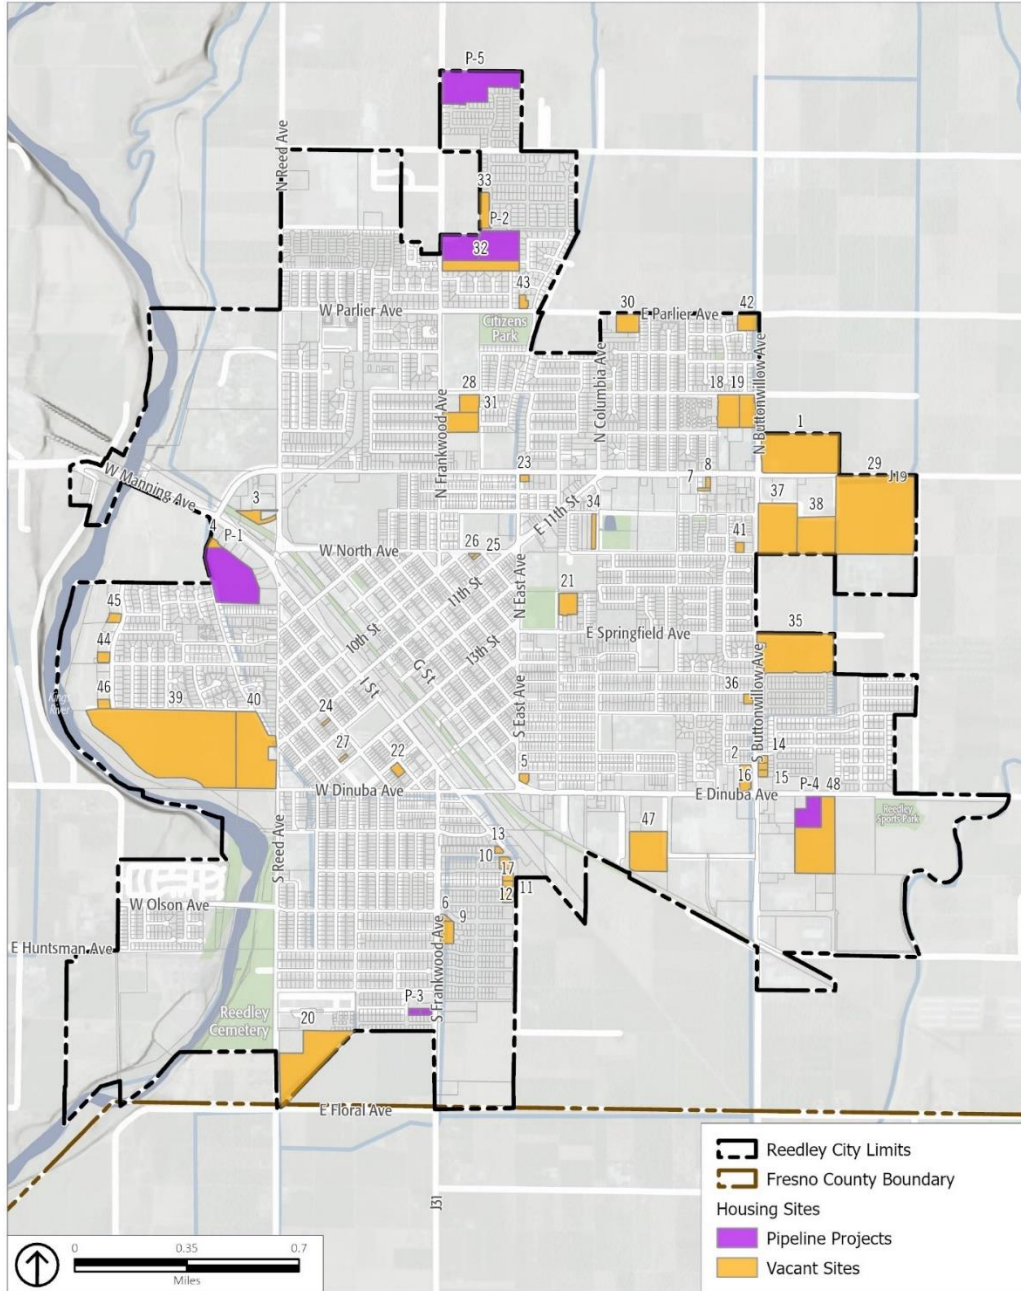 P-5
N Reed Ave
33
P-2
32
43
W Parlier Ave
Citizens
Park
30
E Parlier Ave
42
N Columbia Ave
N Buttonwillow Ave
28
31
N Frankwood Ave
18 19
1
W Manning Ave
3
4
P-1
23
8
7
29
J19
37
38
34
E 11th St
41
W North Ave
26
25
11th St
N East Ave
21
45
44
46
10th St
13th St
G St
I St
E Springfield Ave
35
39
40
36
S Buttonwillow Ave
24
27
22
S East Ave
5
2
14
16
15
W Dinuba Ave
E Dinuba Ave
P-4
48
Reedley
Sports Park
S Reed Ave
47
13
10
17
12
11
W Olson Ave
6
9
E Huntsman Ave
S Frankwood Ave
P-3
Reedley
Cemetery
20
E Floral Ave
J31
Reedley City Limits
Fresno County Boundary
Housing Sites
Pipeline Projects
Vacant Sites
0 0.35 0.7
Miles